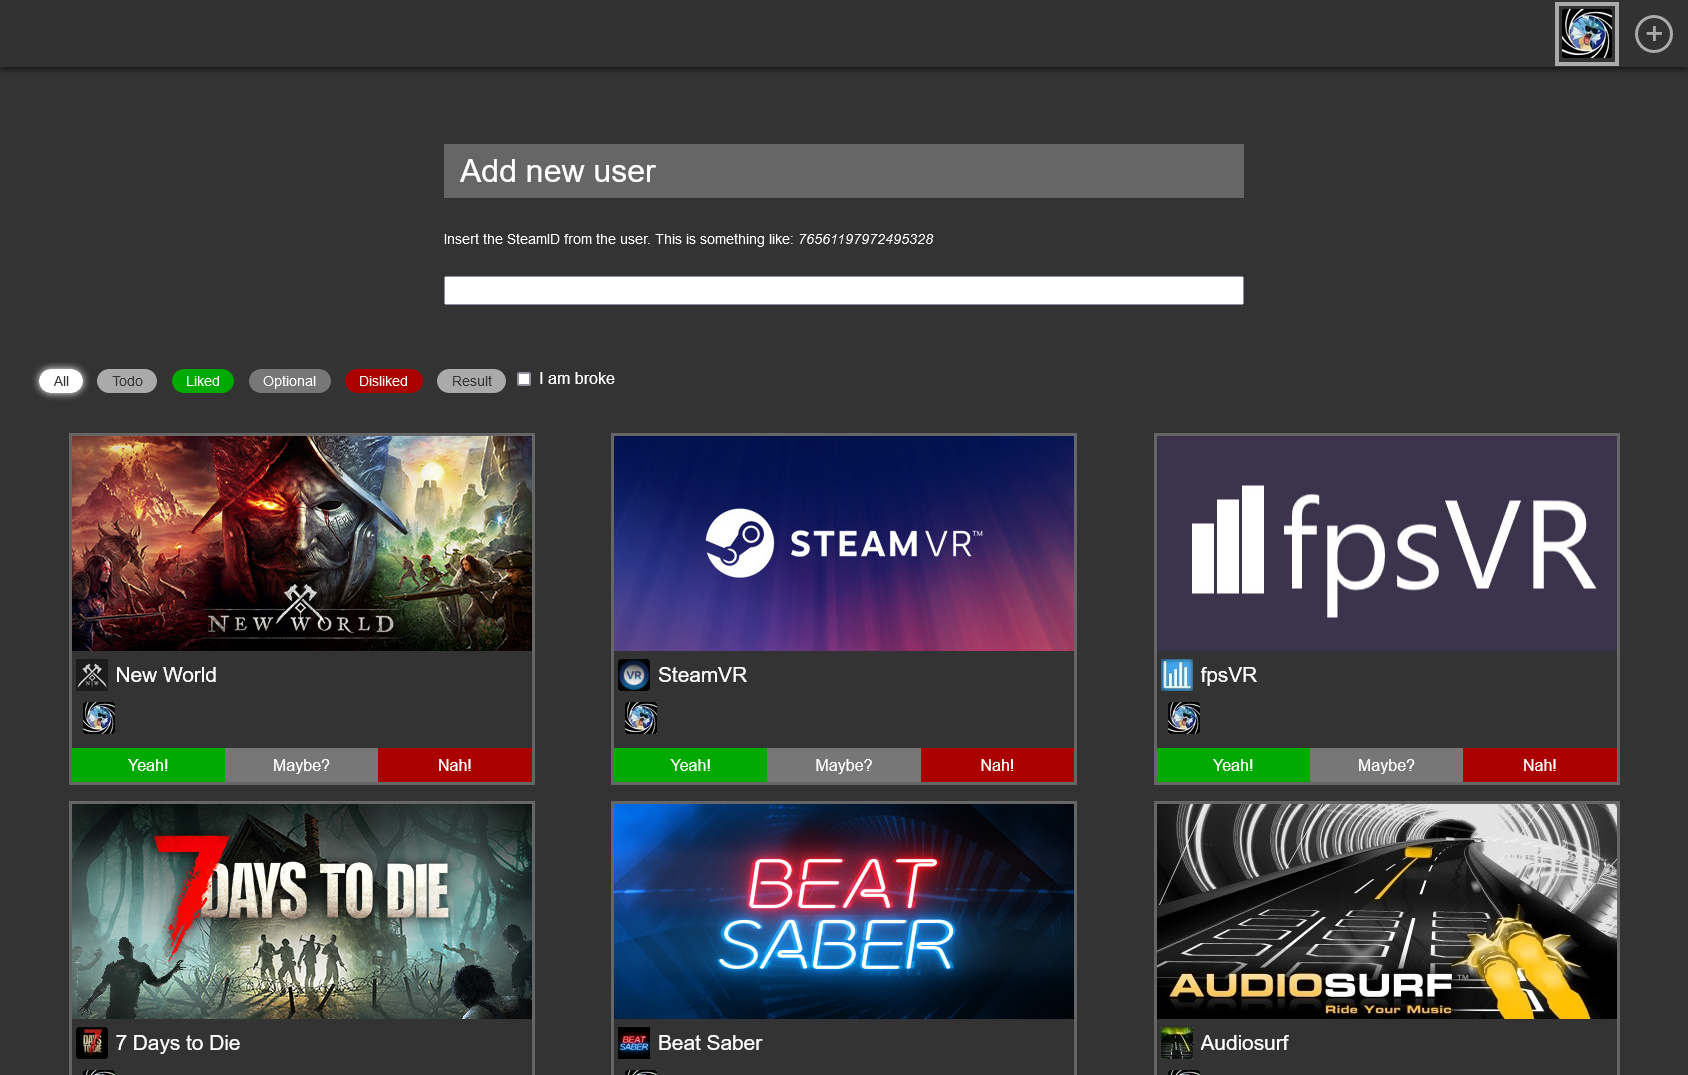 Add new user
Insert the SteamID from the user. This is something like: 76561197972495328
All Todo Liked Optional Disliked Result I am broke
NEW WORLD
STEAMVR™
fpsVR
New World
SteamVR
fpsVR
Yeah! Maybe? Nah!
Yeah! Maybe? Nah!
Yeah! Maybe? Nah!
7 DAYS TO DIE
BEAT
SABER
AUDIOSURF™
Ride Your Music
7 Days to Die
Beat Saber
Audiosurf